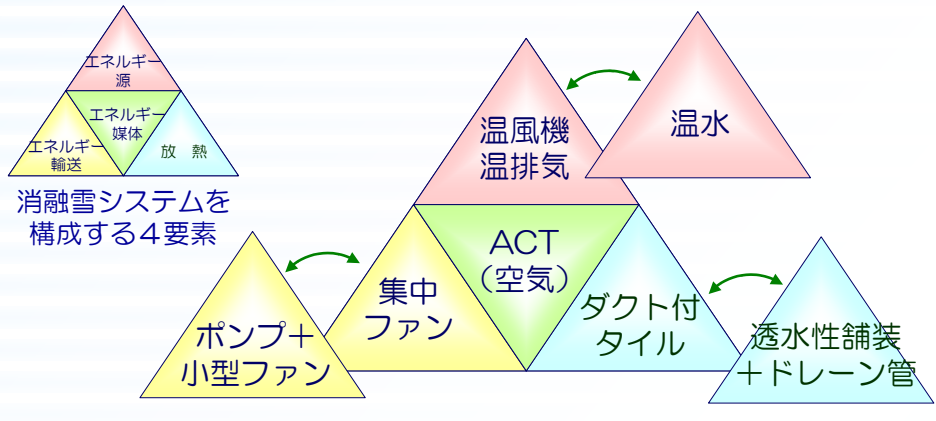 エネルギー
源
エネルギー
媒体
エネルギー
輸送
放 熱
消融雪システムを
構成する4要素
温風機
温排気
温水
ACT
(空気)
集中
ファン
ダクト付
タイル
ポンプ+
小型ファン
透水性舗装
+ドレーン管